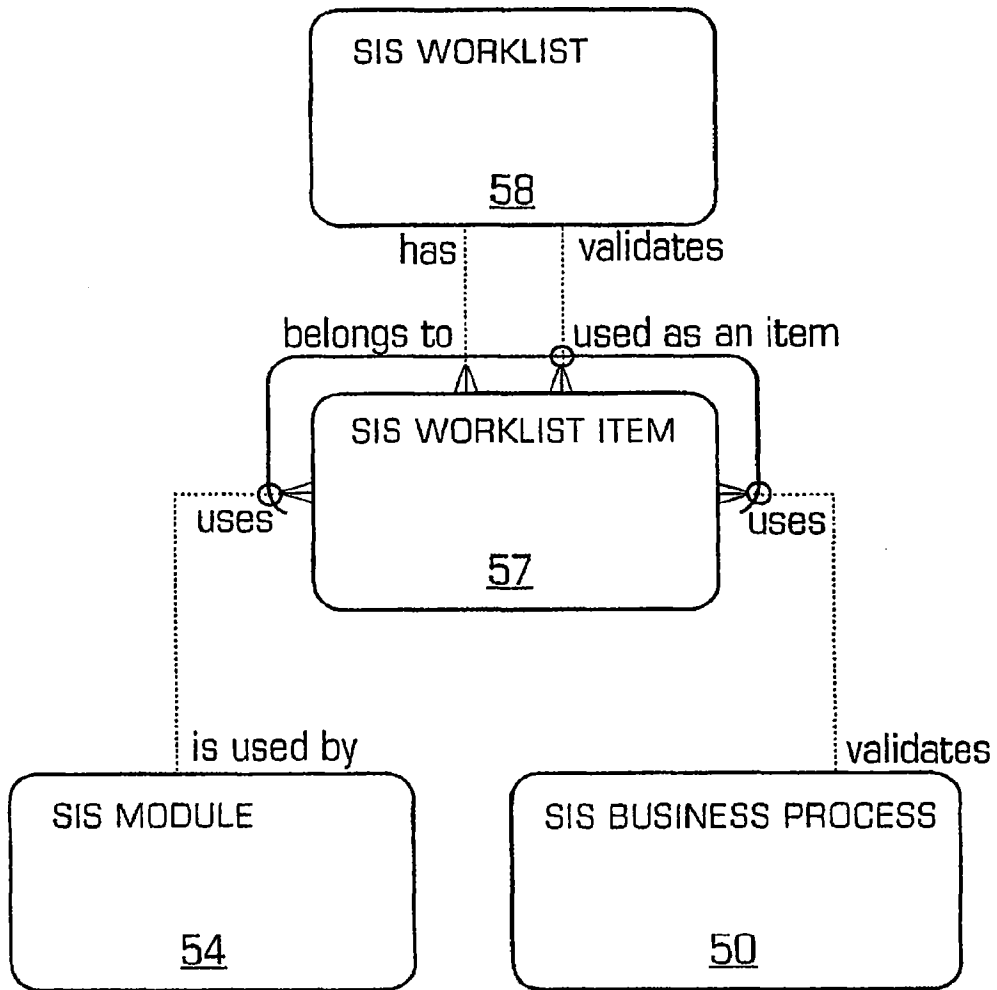 SIS WORKLIST
58
has
validates
belongs to
used as an item
SIS WORKLIST ITEM
uses
uses
57
is used by
validates
SIS MODULE
SIS BUSINESS PROCESS
54
50